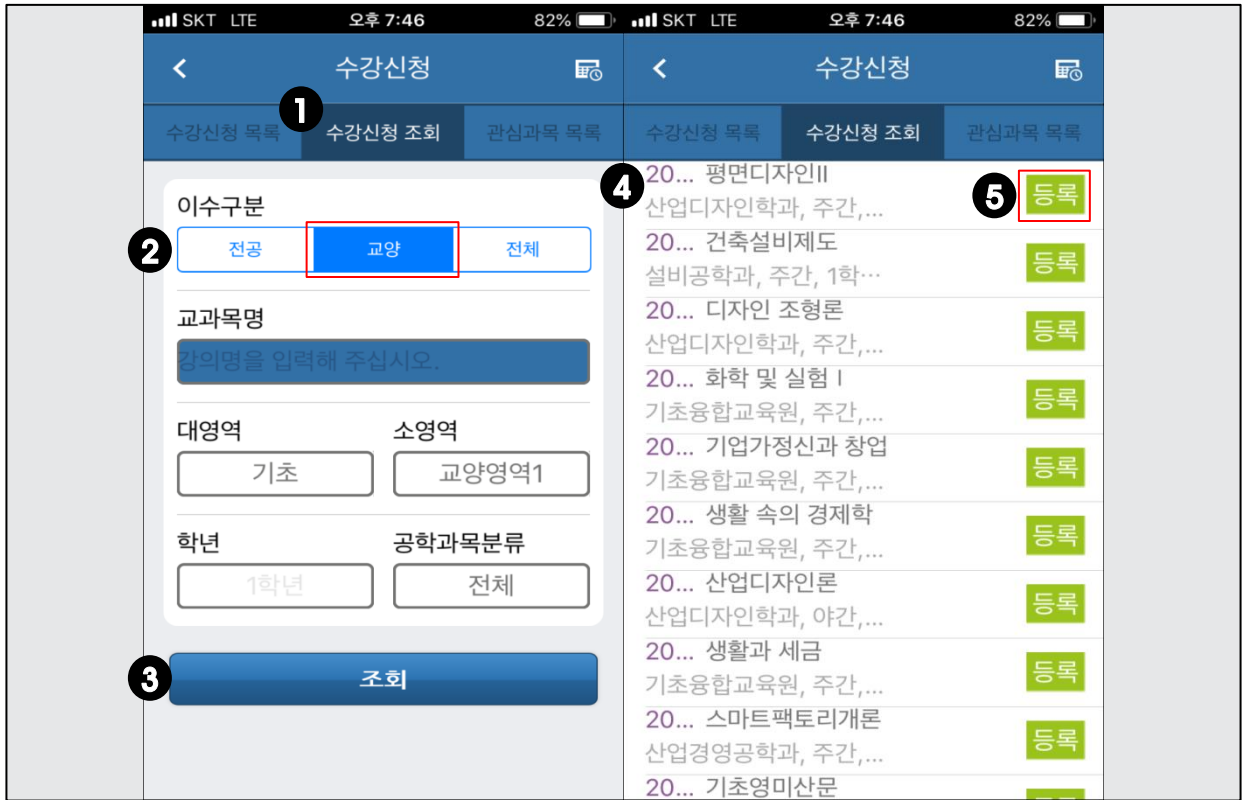 SKT LTE 오후 7:46 82%
수강신청
1
수강신청 목록 수강신청 조회 관심과목 목록
이수구분
2
전공 교양 전체
교과목명
강의명을 입력해 주십시오.
대영역 소영역
기초 교양영역1
학년 공학과목분류
1학년 전체
3
조회
SKT LTE 오후 7:46 82%
수강신청
수강신청 목록 수강신청 조회 관심과목 목록
4
20... 평면디자인II
산업디자인학과, 주간,...
5
등록
20... 건축설비제도
설비공학과, 주간, 1학…
등록
20... 디자인 조형론
산업디자인학과, 주간,...
등록
20... 화학 및 실험 I
기초융합교육원, 주간,...
등록
20... 기업가정신과 창업
기초융합교육원, 주간,...
등록
20... 생활 속의 경제학
기초융합교육원, 주간,...
등록
20... 산업디자인론
산업디자인학과, 야간,...
등록
20... 생활과 세금
기초융합교육원, 주간,...
등록
20... 스마트팩토리개론
산업경영공학과, 주간,...
등록
20... 기초영미산문